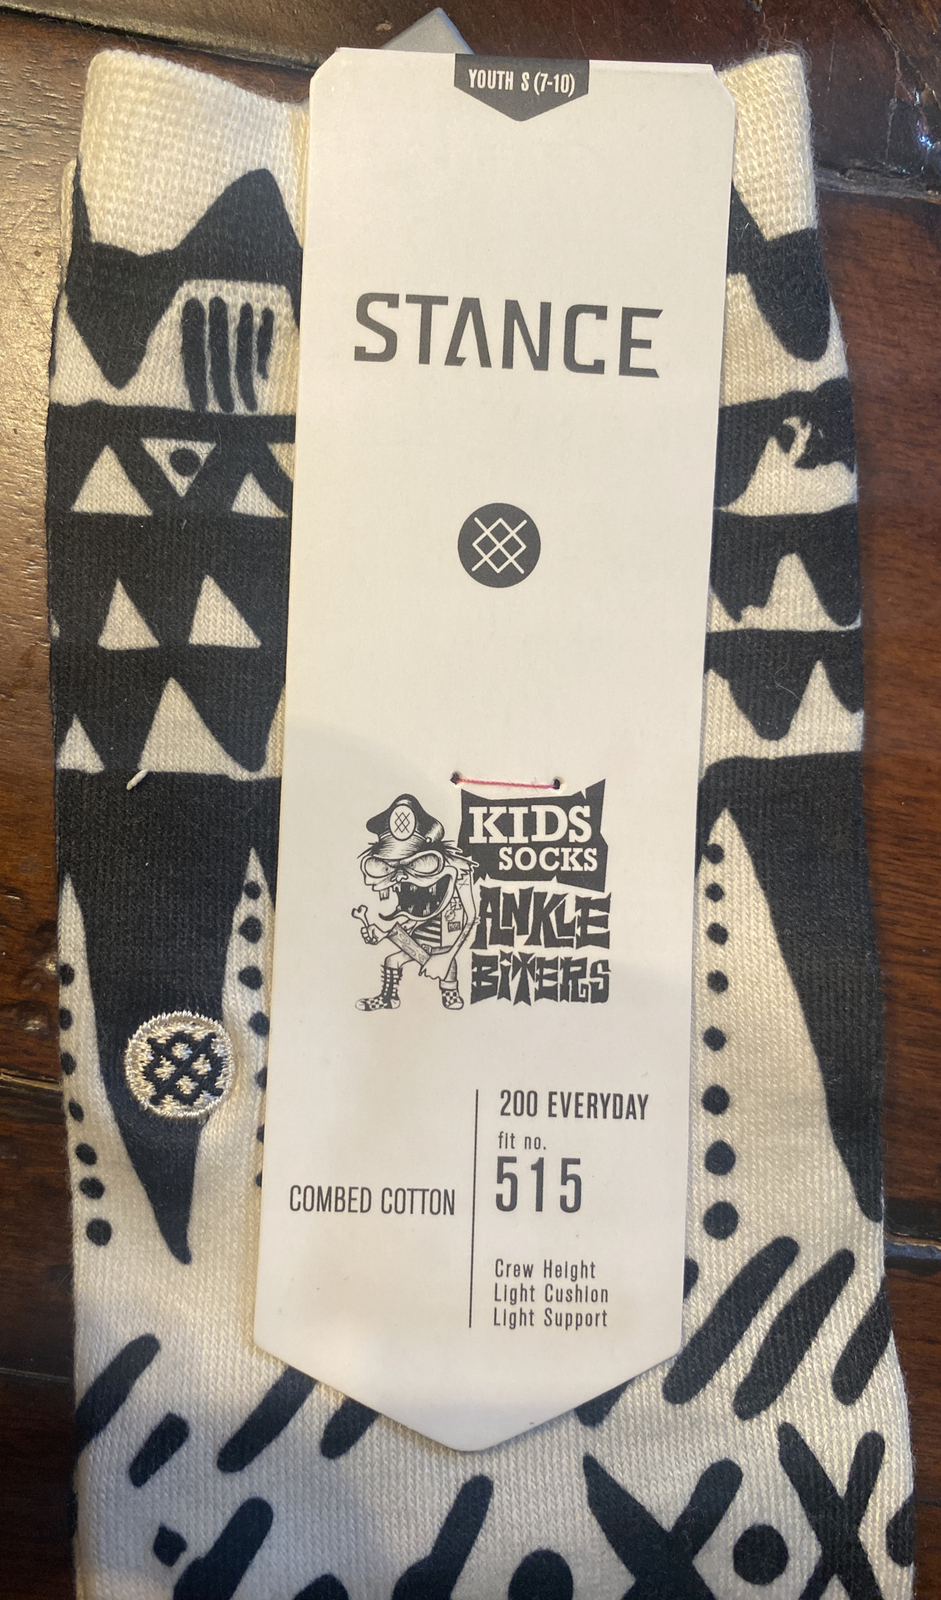 YOUTH S (7-10)
STANCE
KIDS
SOCKS
ANKLE
BITERS
COMBED COTTON
200 EVERYDAY
fit no.
515
Crew Height
Light Cushion
Light Support